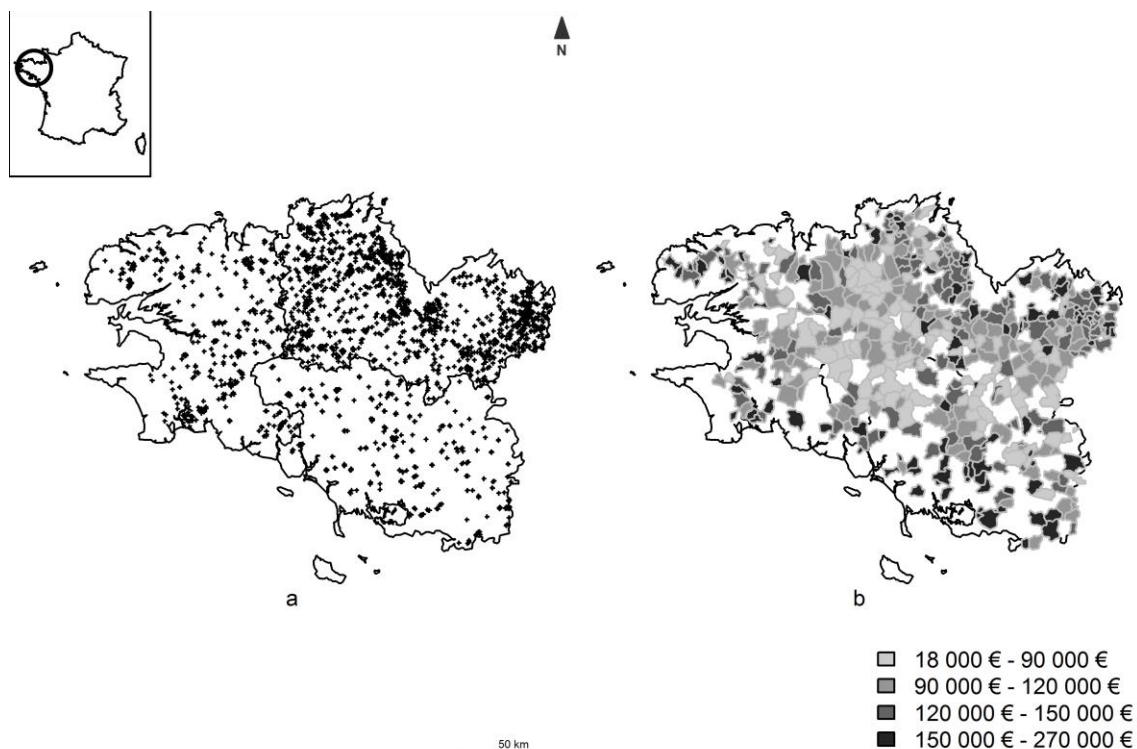 N
a
b
18 000 € - 90 000 €
90 000 € - 120 000 €
120 000 € - 150 000 €
150 000 € - 270 000 €
50 km